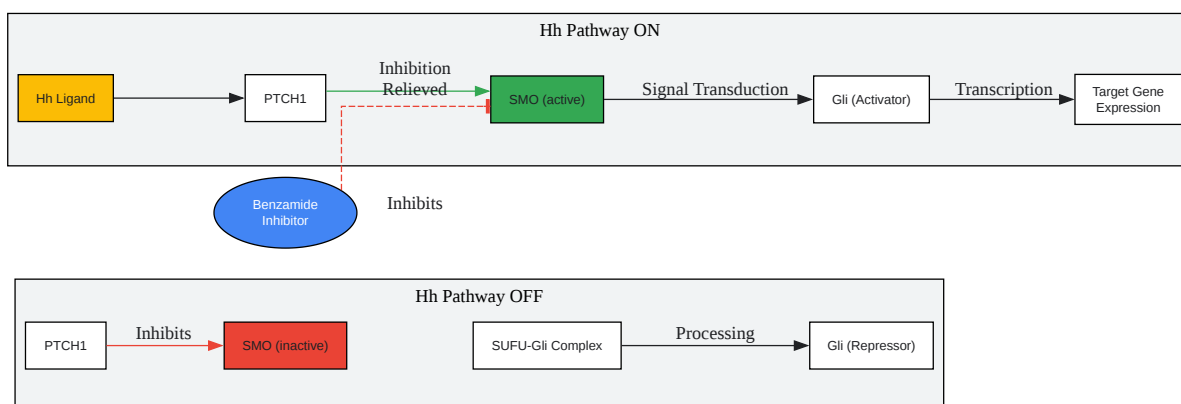 Hh Pathway ON
Inhibition
Relieved
Hh Ligand
PTCH1
SMO (active)
Signal Transduction
Gli (Activator)
Transcription
Target Gene
Expression
Benzamide
Inhibitor
Inhibits
Hh Pathway OFF
PTCH1
Inhibits
SMO (inactive)
SUFU-Gli Complex
Processing
Gli (Repressor)